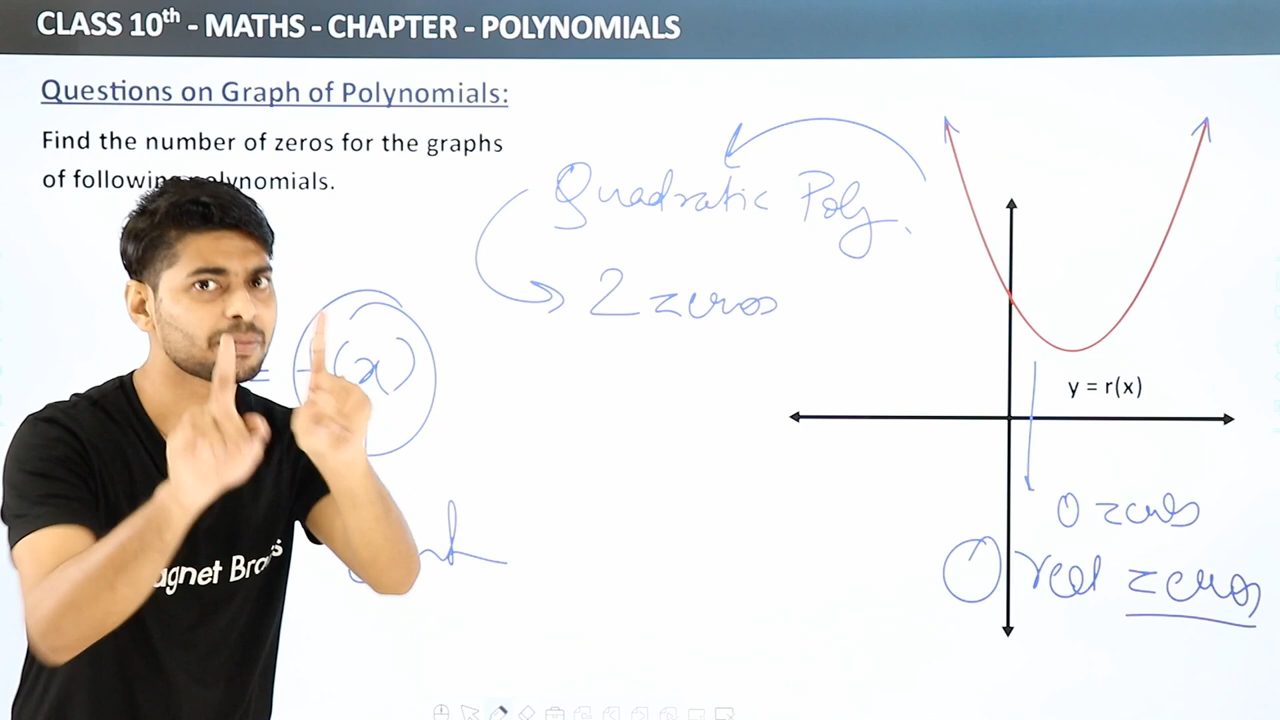 CLASS 10th - MATHS - CHAPTER - POLYNOMIALS
Questions on Graph of Polynomials:
Find the number of zeros for the graphs
of following polynomials.
Quadratic Poly.
2 zeros
= (x)
y = r(x)
0 zeros
0 real zeros
agnet Bra